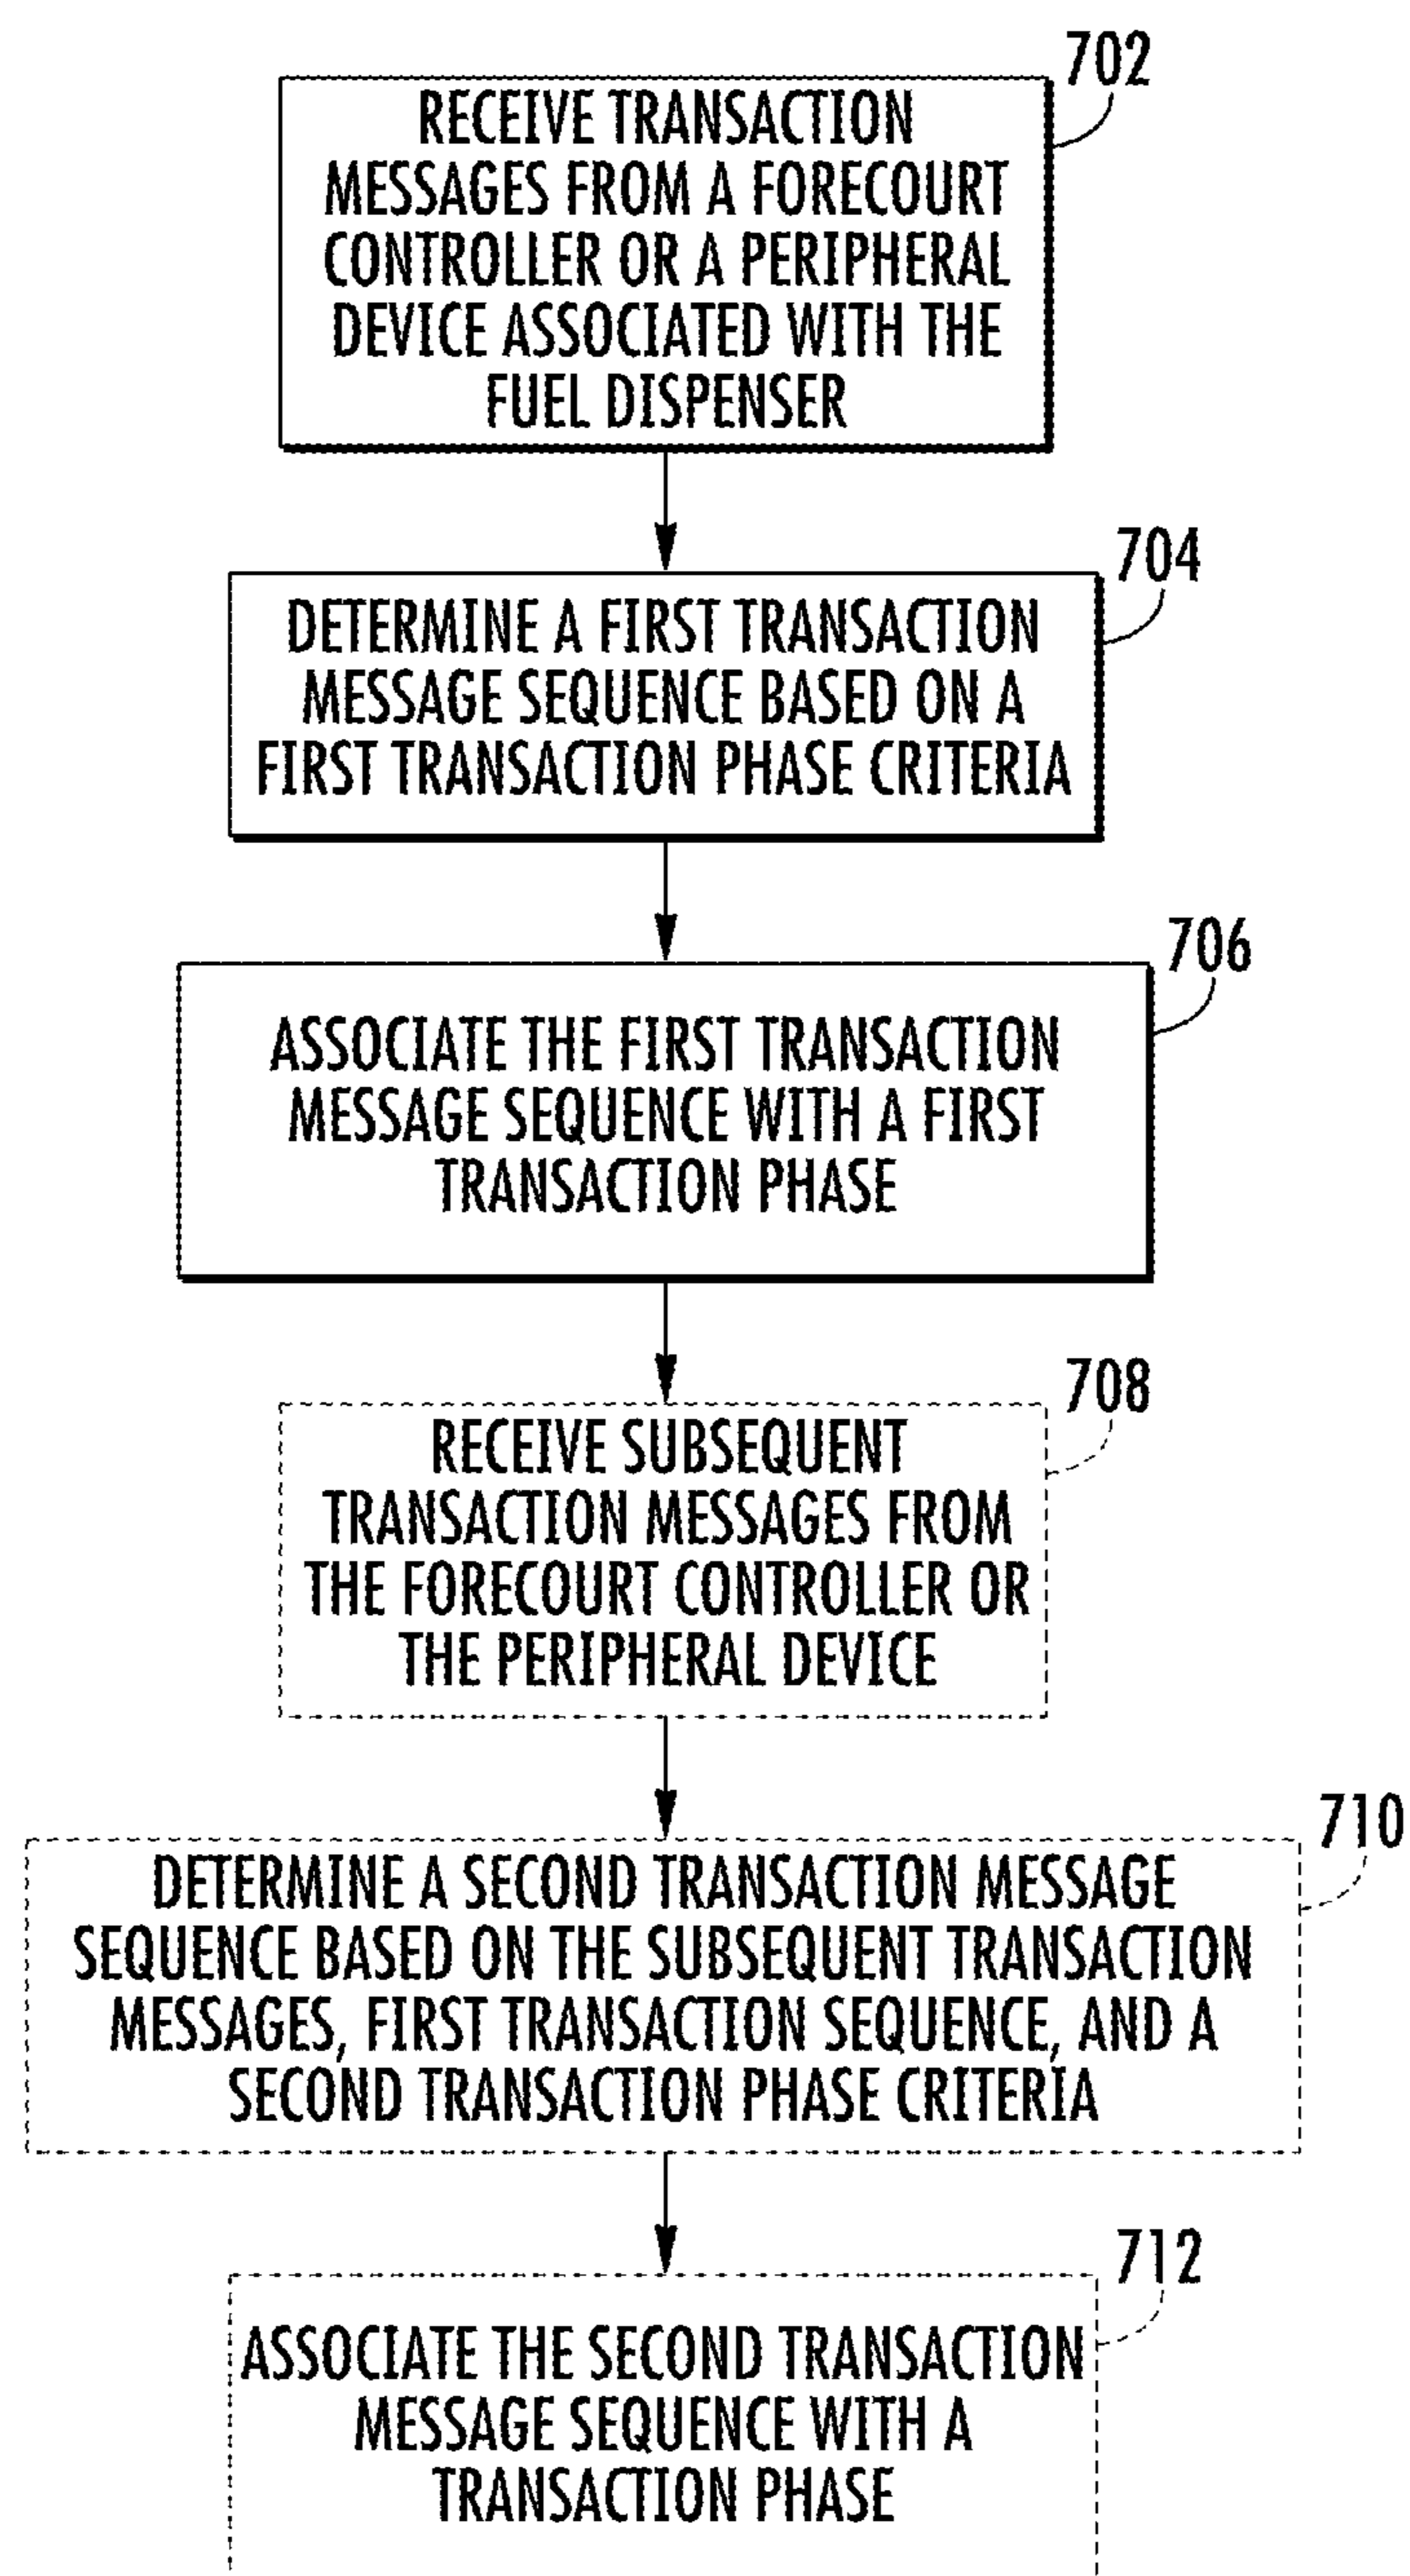 702
RECEIVE TRANSACTION
MESSAGES FROM A FORECOURT
CONTROLLER OR A PERIPHERAL
DEVICE ASSOCIATED WITH THE
FUEL DISPENSER
704
DETERMINE A FIRST TRANSACTION
MESSAGE SEQUENCE BASED ON A
FIRST TRANSACTION PHASE CRITERIA
706
ASSOCIATE THE FIRST TRANSACTION
MESSAGE SEQUENCE WITH A FIRST
TRANSACTION PHASE
708
RECEIVE SUBSEQUENT
TRANSACTION MESSAGES FROM
THE FORECOURT CONTROLLER OR
THE PERIPHERAL DEVICE
710
DETERMINE A SECOND TRANSACTION MESSAGE
SEQUENCE BASED ON THE SUBSEQUENT TRANSACTION
MESSAGES, FIRST TRANSACTION SEQUENCE, AND A
SECOND TRANSACTION PHASE CRITERIA
712
ASSOCIATE THE SECOND TRANSACTION
MESSAGE SEQUENCE WITH A
TRANSACTION PHASE